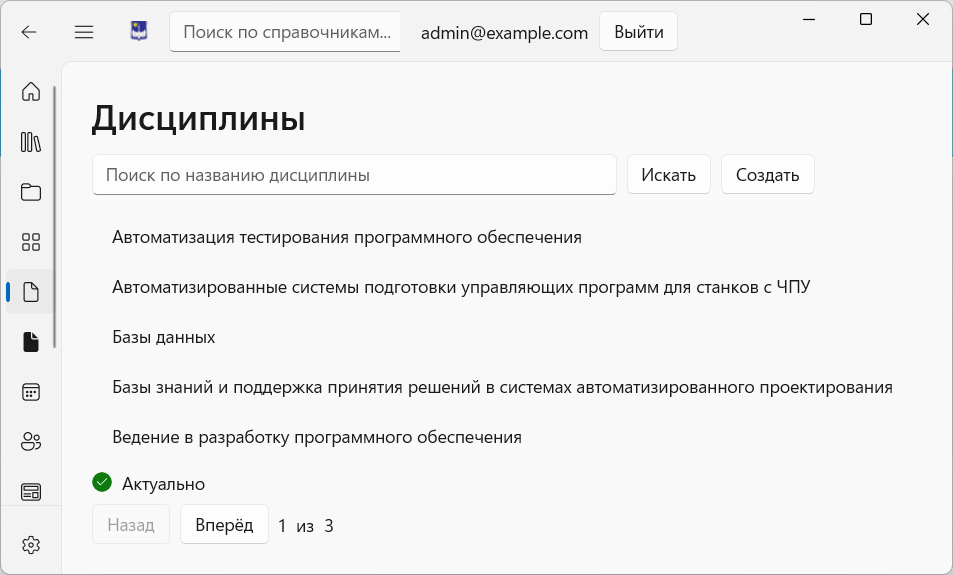 Поиск по справочникам...
admin@example.com
Выйти
Дисциплины
Поиск по названию дисциплины
Искать
Создать
Автоматизация тестирования программного обеспечения
Автоматизированные системы подготовки управляющих программ для станков с ЧПУ
Базы данных
Базы знаний и поддержка принятия решений в системах автоматизированного проектирования
Ведение в разработку программного обеспечения
Актуально
Назад
Вперёд
1 из 3